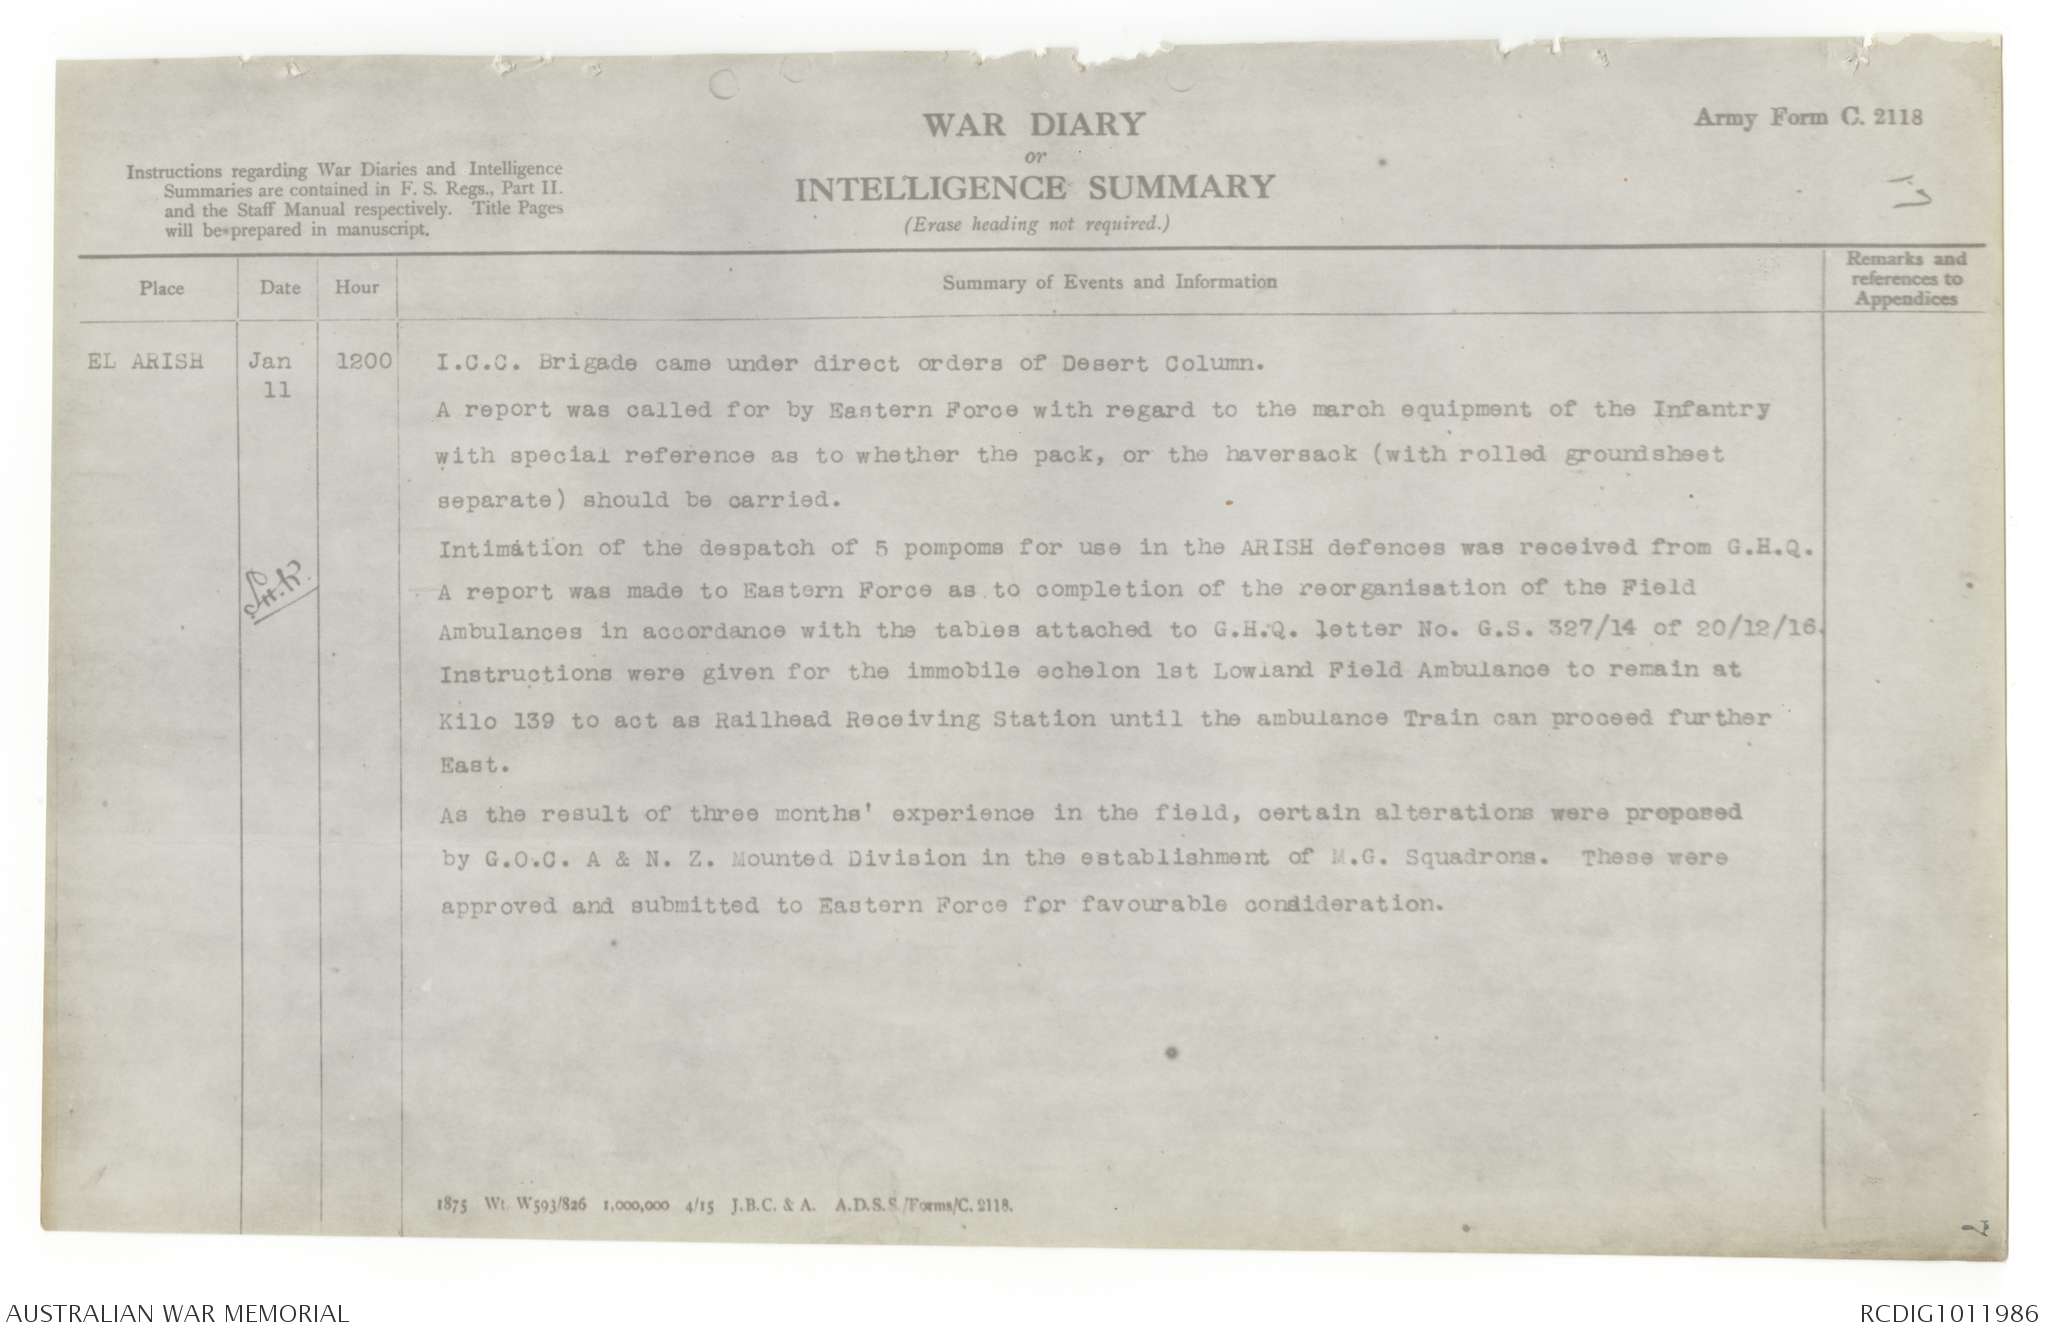 WAR DIARY
or
INTELLIGENCE SUMMARY
(Erase heading not required.)
Army Form C. 2118
Instructions regarding War Diaries and Intelligence
Summaries are contained in F. S. Regs., Part II.
and the Staff Manual respectively. Title Pages
will be prepared in manuscript.
Place
Date
Hour
Summary of Events and Information
Remarks and
references to
Appendices
EL ARISH
Jan
11
1200
I.C.C. Brigade came under direct orders of Desert Column.
A report was called for by Eastern Force with regard to the march equipment of the Infantry
with special reference as to whether the pack, or the haversack (with rolled groundsheet
separate) should be carried.
Intimation of the despatch of 5 pompoms for use in the ARISH defences was received from G.H.Q.
A report was made to Eastern Force as to completion of the reorganisation of the Field
Ambulances in accordance with the tables attached to G.H.Q. letter No. G.S. 327/14 of 20/12/16.
Instructions were given for the immobile echelon 1st Lowland Field Ambulance to remain at
Kilo 139 to act as Railhead Receiving Station until the ambulance Train can proceed further
East.
As the result of three months' experience in the field, certain alterations were proposed
by G.O.C. A & N. Z. Mounted Division in the establishment of M.G. Squadrons. These were
approved and submitted to Eastern Force for favourable condideration.
1875 Wt. W593/826 1,000,000 4/15 J.B.C. & A. A.D.S.S./Forms/C. 2118.
AUSTRALIAN WAR MEMORIAL
RCDIG1011986